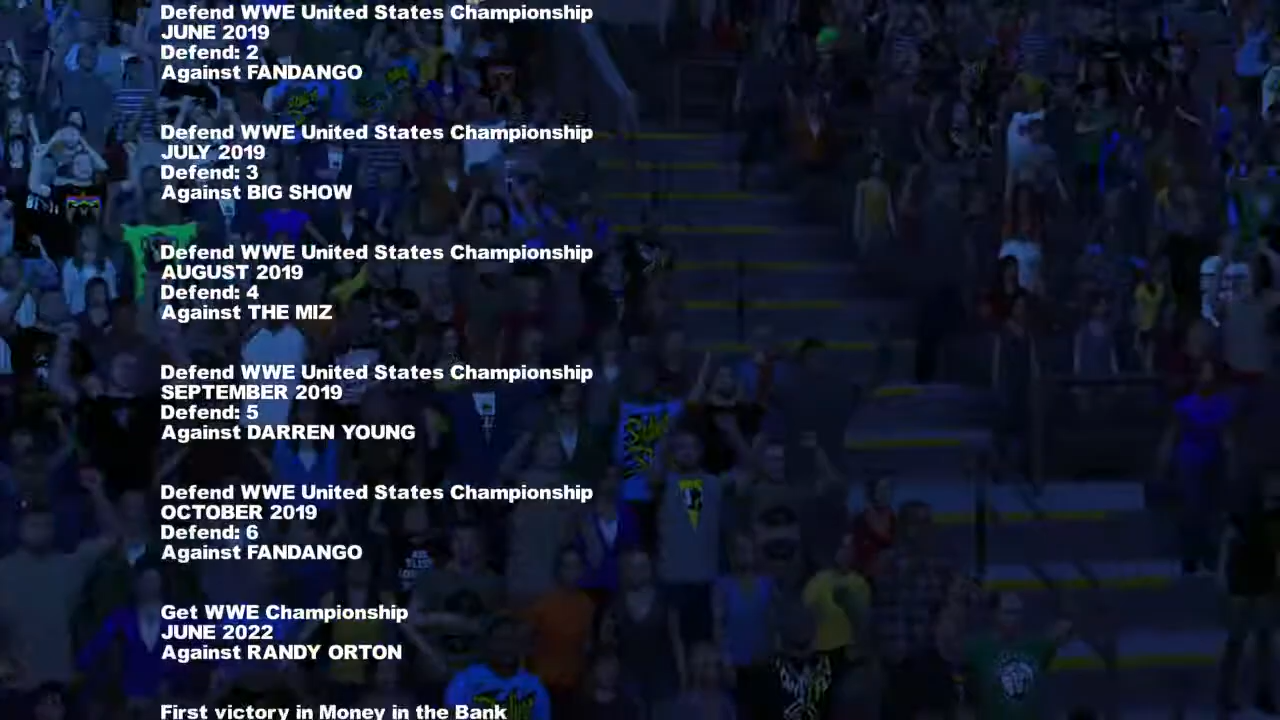 Defend WWE United States Championship
JUNE 2019
Defend: 2
Against FANDANGO
Defend WWE United States Championship
JULY 2019
Defend: 3
Against BIG SHOW
Defend WWE United States Championship
AUGUST 2019
Defend: 4
Against THE MIZ
Defend WWE United States Championship
SEPTEMBER 2019
Defend: 5
Against DARREN YOUNG
Defend WWE United States Championship
OCTOBER 2019
Defend: 6
Against FANDANGO
Get WWE Championship
JUNE 2022
Against RANDY ORTON
First victory in Money in the Bank